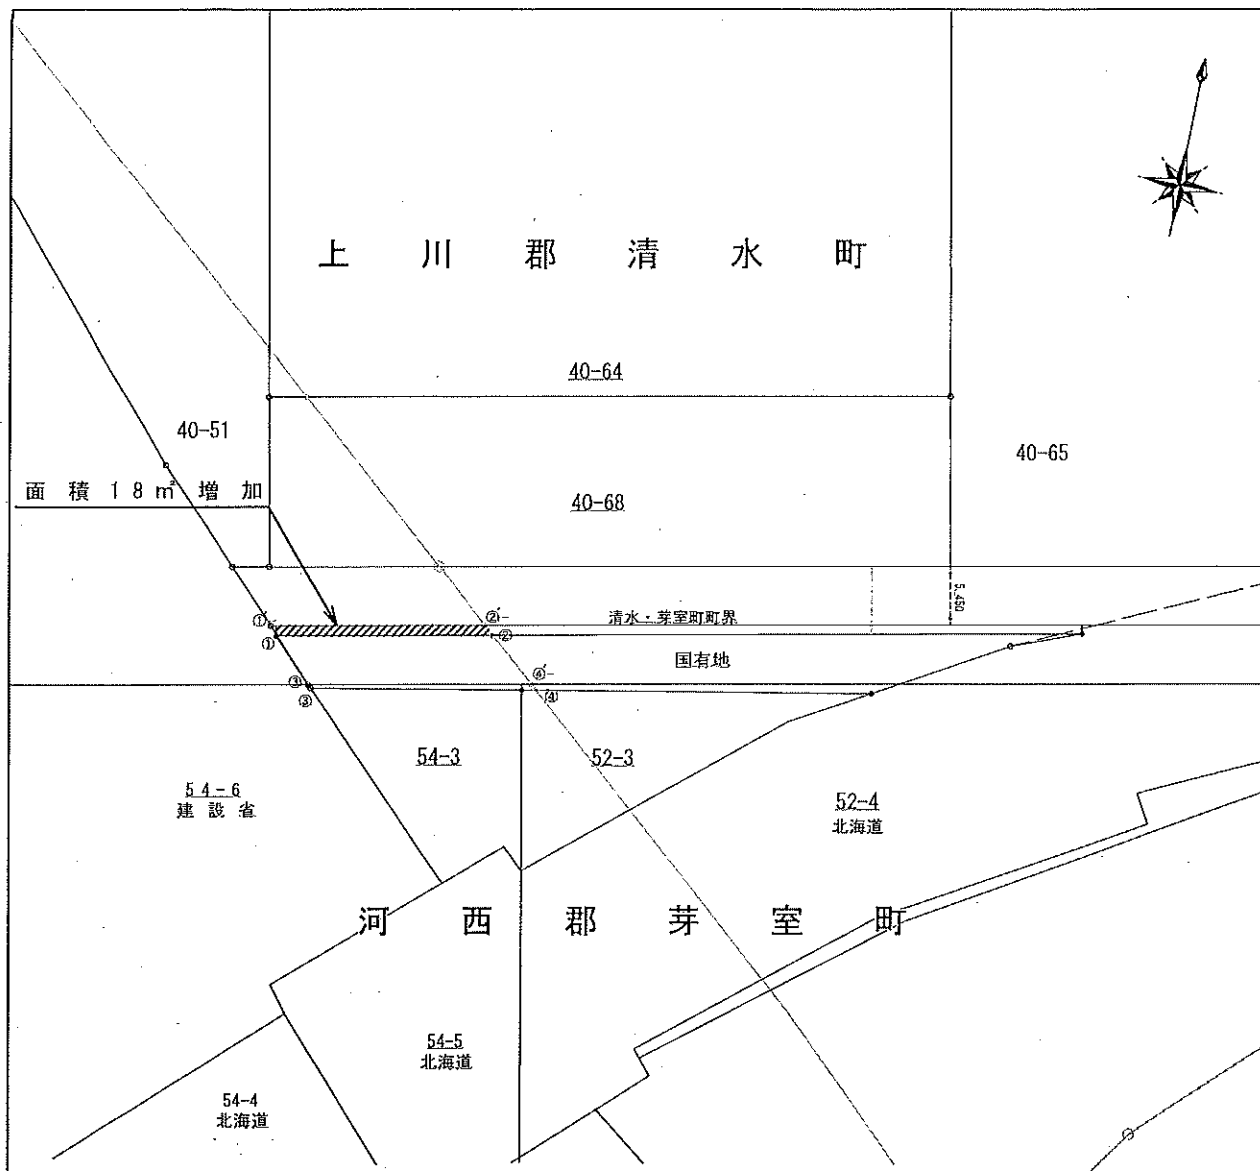 上川郡清水町
40-64
40-51
40-65
面積18㎡増加
40-68
5.450
①'
②'
清水・芽室町町界
①
②
国有地
③
④'
③'
④
54-3
52-3
54-6
建設省
52-4
北海道
河西郡芽室町
54-5
北海道
54-4
北海道